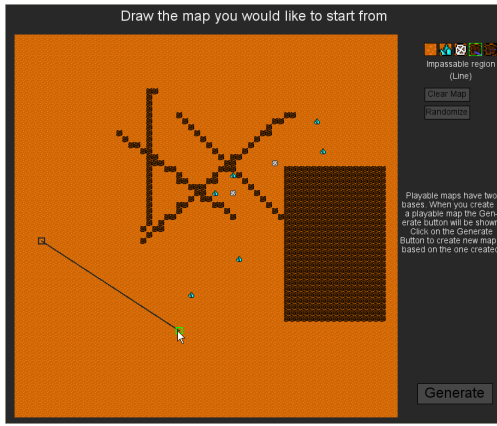 Draw the map you would like to start from
Impassable region
(Line)
Clear Map
Randomize
Playable maps have two
bases. When you create
a playable map the Gen-
erate button will be shown
Click on the Generate
Button to create new map
based on the one created
Generate